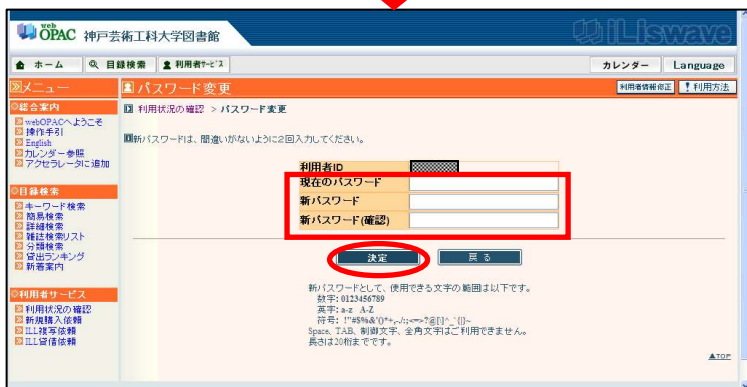 web OPAC 神戸芸術工科大学図書館
iLiswave
ホーム 目録検索 利用者サービス カレンダー Language
メニュー
パスワード変更 利用者情報修正 !利用方法
総合案内
webOPACへようこそ
操作手引
English
カレンダー参照
アクセラレータに追加
目録検索
キーワード検索
簡易検索
詳細検索
雑誌検索リスト
分類検索
貸出ランキング
新着案内
利用者サービス
利用状況の確認
新規購入依頼
ILL複写依頼
ILL貸借依頼
利用状況の確認 > パスワード変更
新パスワードは、間違いがないように2回入力してください。
利用者ID
現在のパスワード
新パスワード
新パスワード(確認)
決定 戻る
新パスワードとして、使用できる文字の範囲は以下です。
数字: 0123456789
英字: a-z A-Z
符号: !"#$%&'()*+,-./:;<=>?@[\]^_`{|}~
Space、TAB、制御文字、全角文字はご利用できません。
長さは20桁までです。
▲TOP